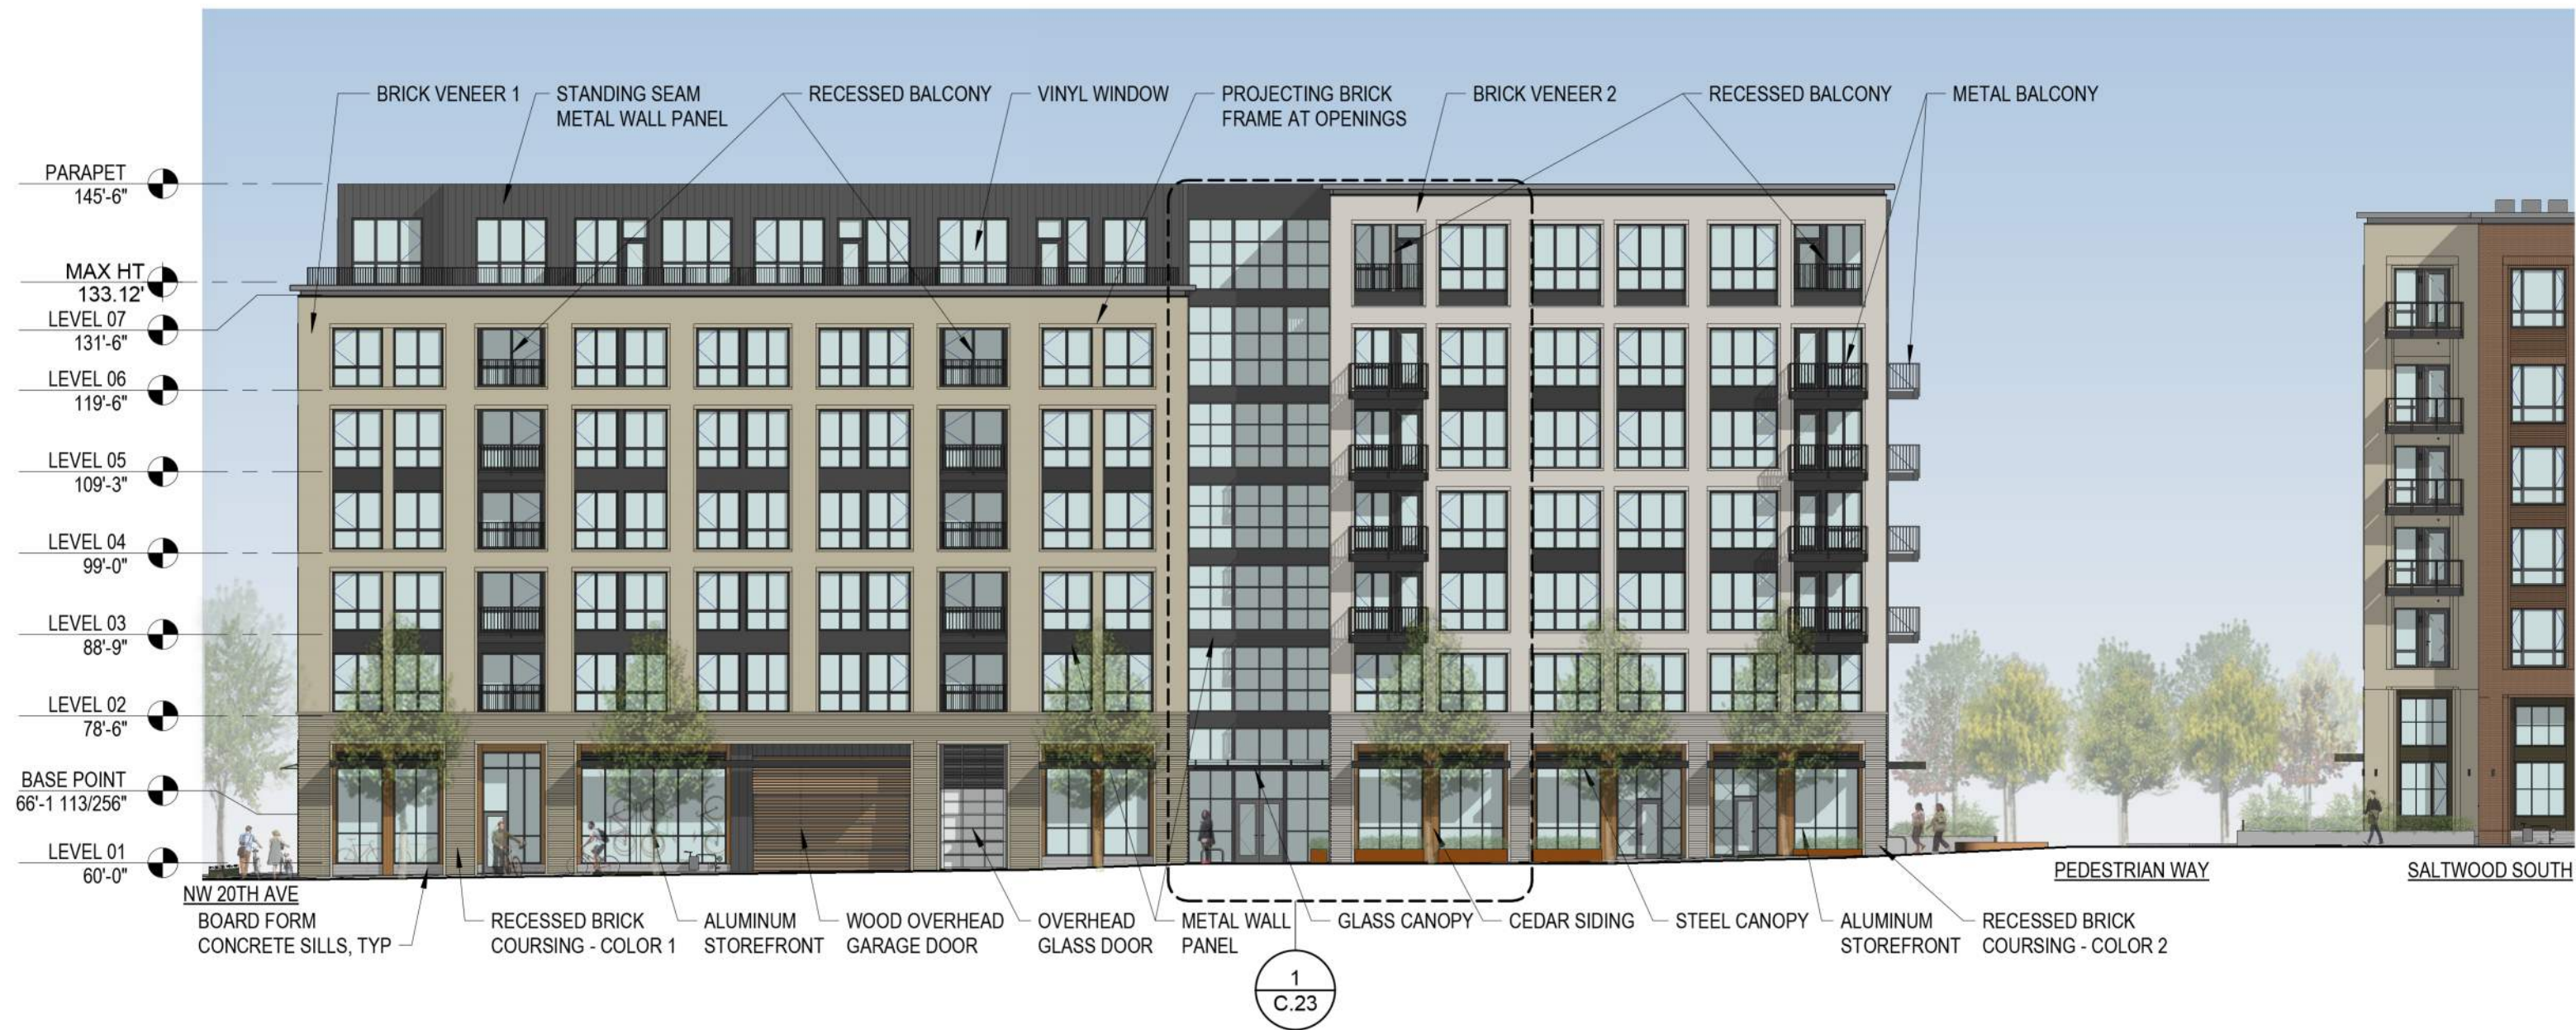 BRICK VENEER 1
STANDING SEAM
METAL WALL PANEL
RECESSED BALCONY
VINYL WINDOW
PROJECTING BRICK
FRAME AT OPENINGS
BRICK VENEER 2
RECESSED BALCONY
METAL BALCONY
PARAPET
145'-6"
MAX HT
133.12'
LEVEL 07
131'-6"
LEVEL 06
119'-6"
LEVEL 05
109'-3"
LEVEL 04
99'-0"
LEVEL 03
88'-9"
LEVEL 02
78'-6"
BASE POINT
66'-1 113/256"
LEVEL 01
60'-0"
NW 20TH AVE
PEDESTRIAN WAY
SALTWOOD SOUTH
BOARD FORM
CONCRETE SILLS, TYP
RECESSED BRICK
COURSING - COLOR 1
ALUMINUM
STOREFRONT
WOOD OVERHEAD
GARAGE DOOR
OVERHEAD
GLASS DOOR
METAL WALL
PANEL
GLASS CANOPY
CEDAR SIDING
STEEL CANOPY
ALUMINUM
STOREFRONT
RECESSED BRICK
COURSING - COLOR 2
1
C.23